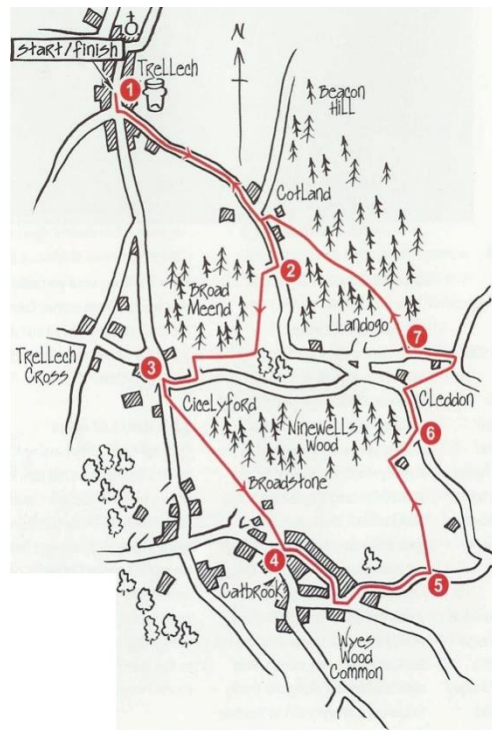 N
start/finish
Trellech
1
Beacon
Hill
Cotland
2
Broad
Meend
Llandogo
7
Trellech
Cross
3
Cleddon
Cicelyford
Ninewells
Wood
6
Broadstone
4
5
Catbrook
Wyes
Wood
Common